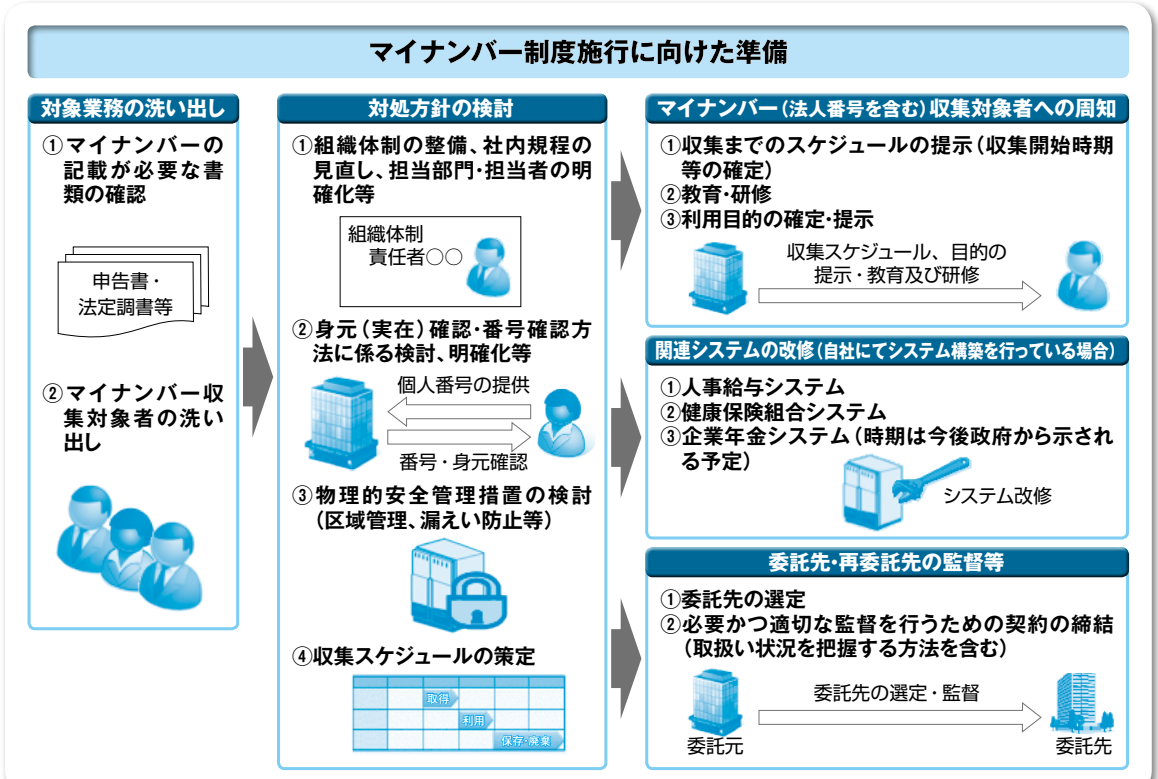 マイナンバー制度施行に向けた準備
対象業務の洗い出し
①マイナンバーの
記載が必要な書
類の確認
申告書・
法定調書等
②マイナンバー収
集対象者の洗い
出し
対処方針の検討
①組織体制の整備、社内規程の
見直し、担当部門・担当者の明
確化等
組織体制
責任者○○
②身元（実在）確認・番号確認方
法に係る検討、明確化等
個人番号の提供
番号・身元確認
③物理的安全管理措置の検討
（区域管理、漏えい防止等）
④収集スケジュールの策定
取得
利用
保存・廃棄
マイナンバー（法人番号を含む）収集対象者への周知
①収集までのスケジュールの提示（収集開始時期
等の確定）
②教育・研修
③利用目的の確定・提示
収集スケジュール、目的の
提示・教育及び研修
関連システムの改修（自社にてシステム構築を行っている場合）
①人事給与システム
②健康保険組合システム
③企業年金システム（時期は今後政府から示され
る予定）
システム改修
委託先・再委託先の監督等
①委託先の選定
②必要かつ適切な監督を行うための契約の締結
（取扱い状況を把握する方法を含む）
委託先の選定・監督
委託元
委託先